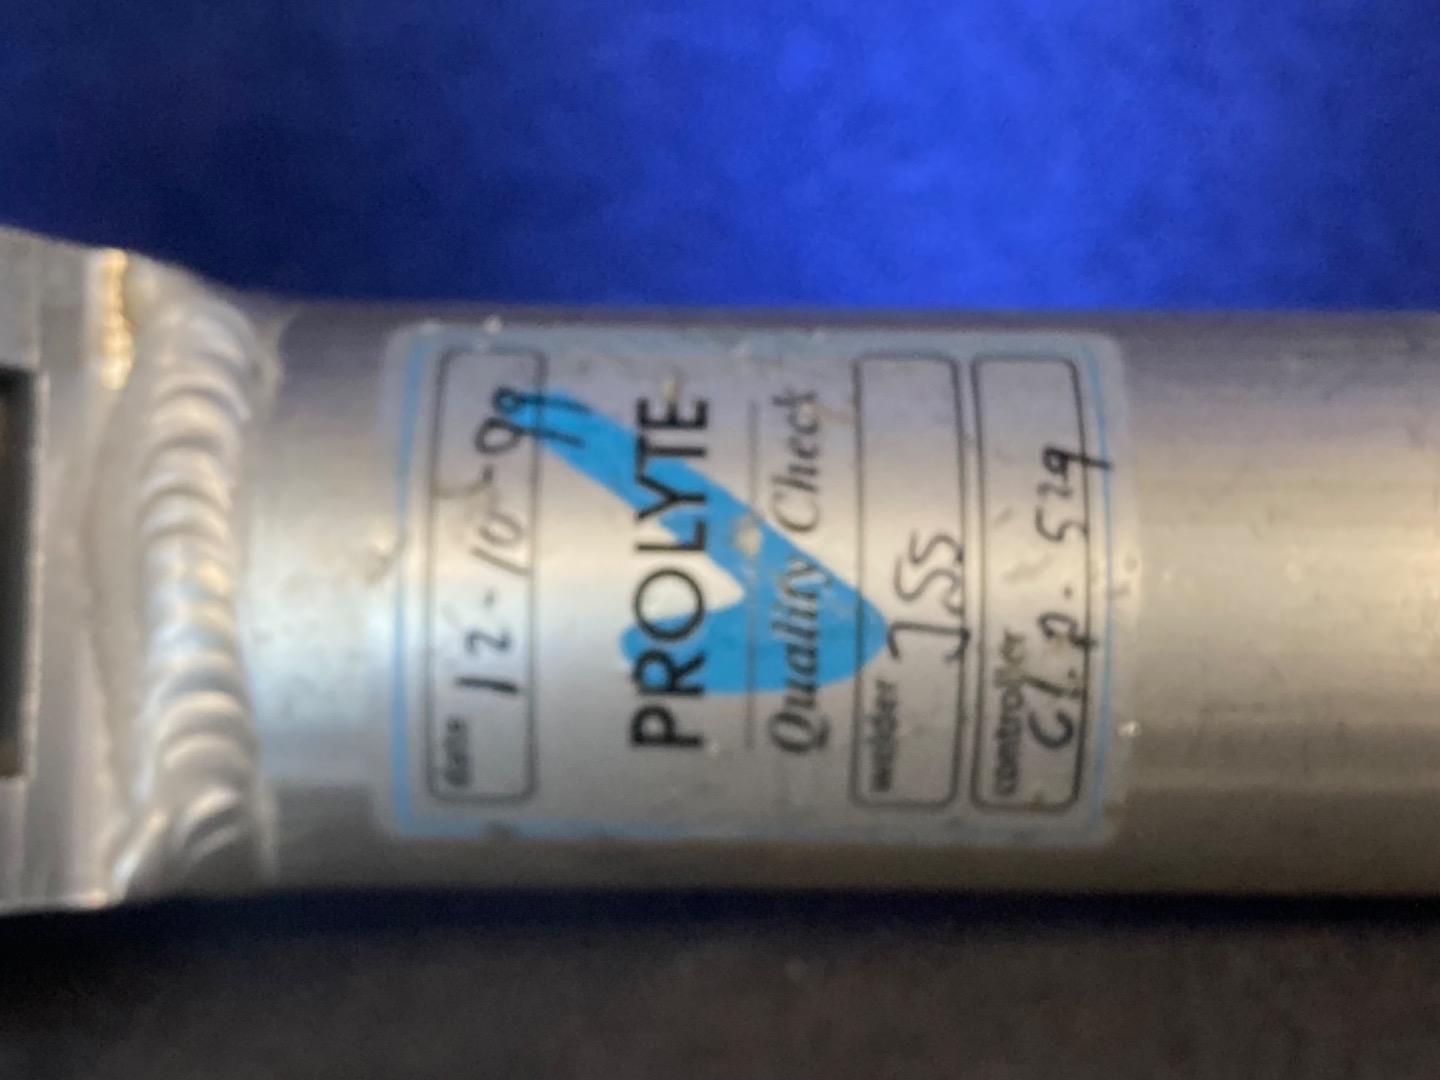 date 12-10-99
PROLYTE
Quality Check
welder JSS
controller